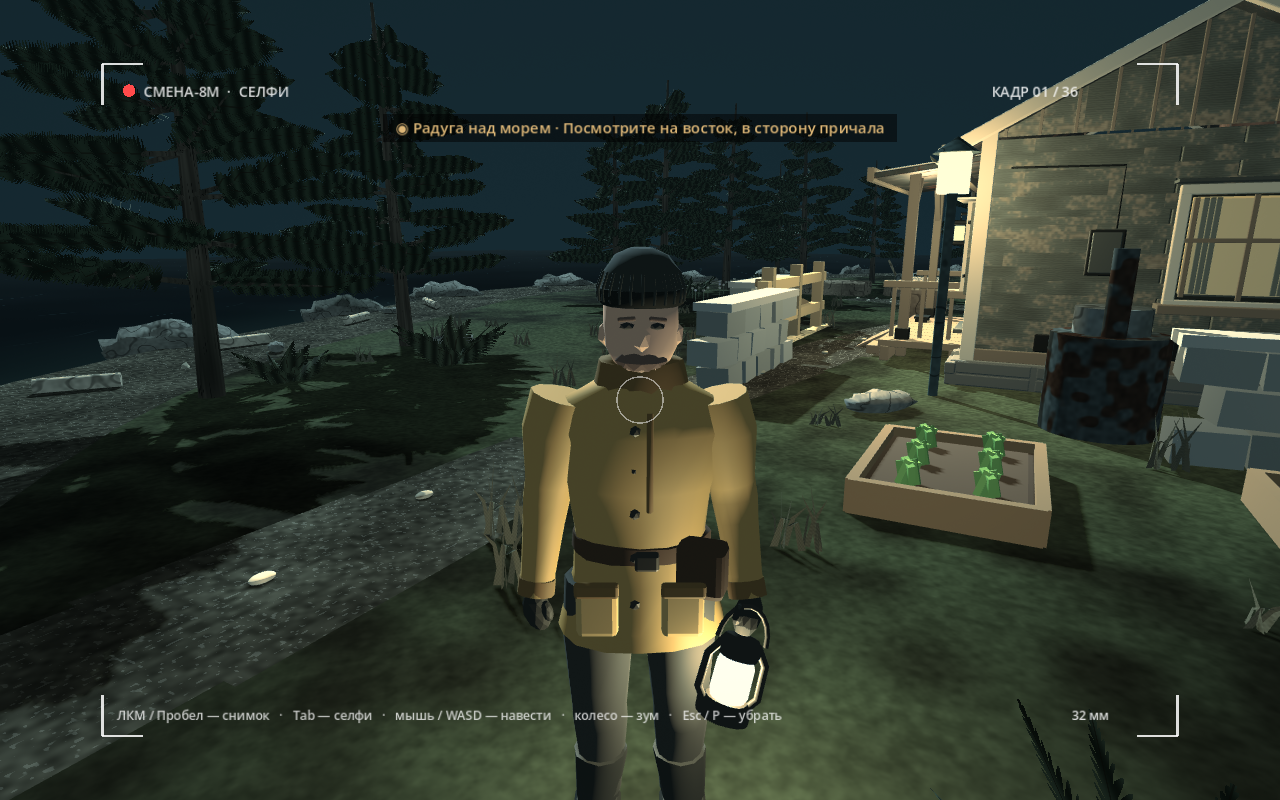 СМЕНА-8М · СЕЛФИ
КАДР 01 / 36
◉ Радуга над морем · Посмотрите на восток, в сторону причала
ЛКМ / Пробел — снимок · Tab — селфи · мышь / WASD — навести · колесо — зум · Esc / P — убрать
32 мм